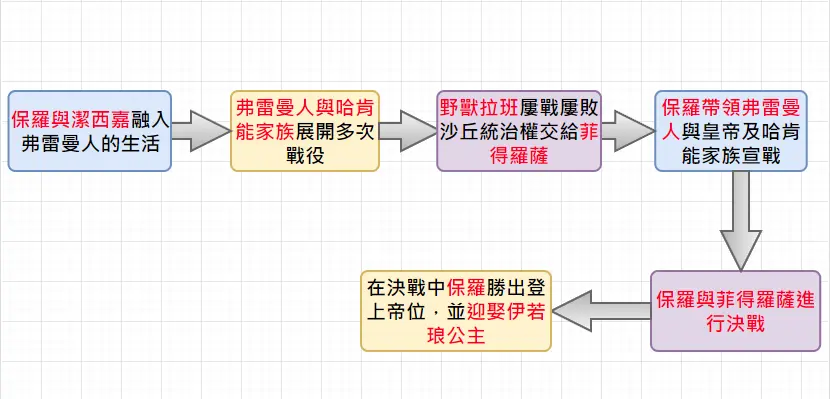 保羅與潔西嘉融入
弗雷曼人的生活
弗雷曼人與哈肯
能家族展開多次
戰役
野獸拉班屢戰屢敗
沙丘統治權交給菲
得羅薩
保羅帶領弗雷曼
人與皇帝及哈肯
能家族宣戰
保羅與菲得羅薩進
行決戰
在決戰中保羅勝出登
上帝位，並迎娶伊若
琅公主